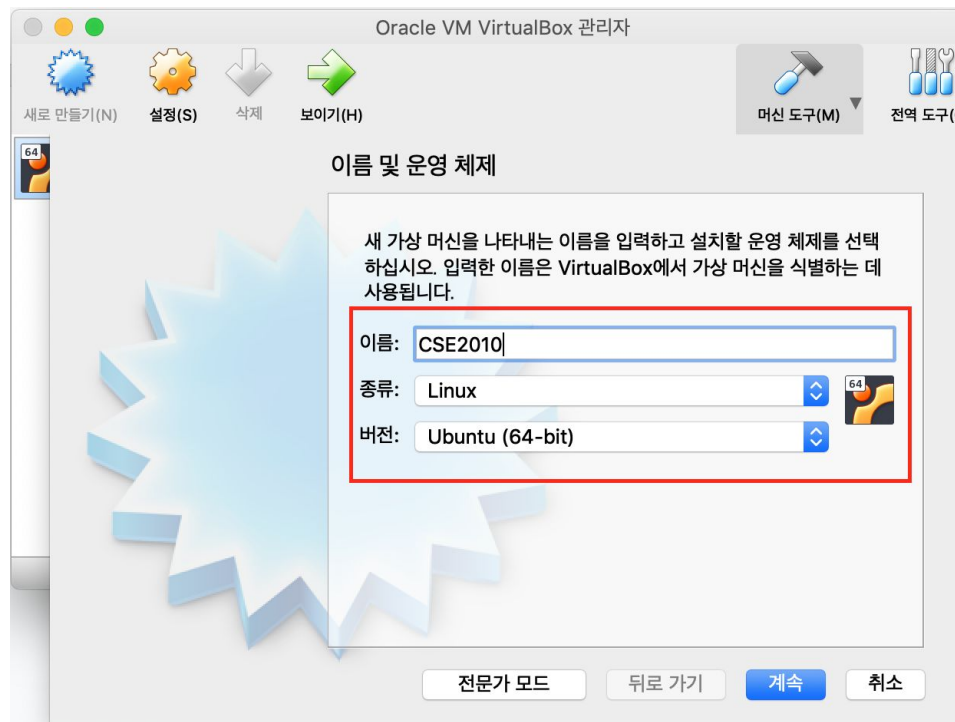 Oracle VM VirtualBox 관리자
새로 만들기(N) 설정(S) 삭제 보이기(H) 머신 도구(M) 전역 도구(
64
이름 및 운영 체제
새 가상 머신을 나타내는 이름을 입력하고 설치할 운영 체제를 선택
하십시오. 입력한 이름은 VirtualBox에서 가상 머신을 식별하는 데
사용됩니다.
이름: CSE2010
종류: Linux
64
버전: Ubuntu (64-bit)
전문가 모드 뒤로 가기 계속 취소